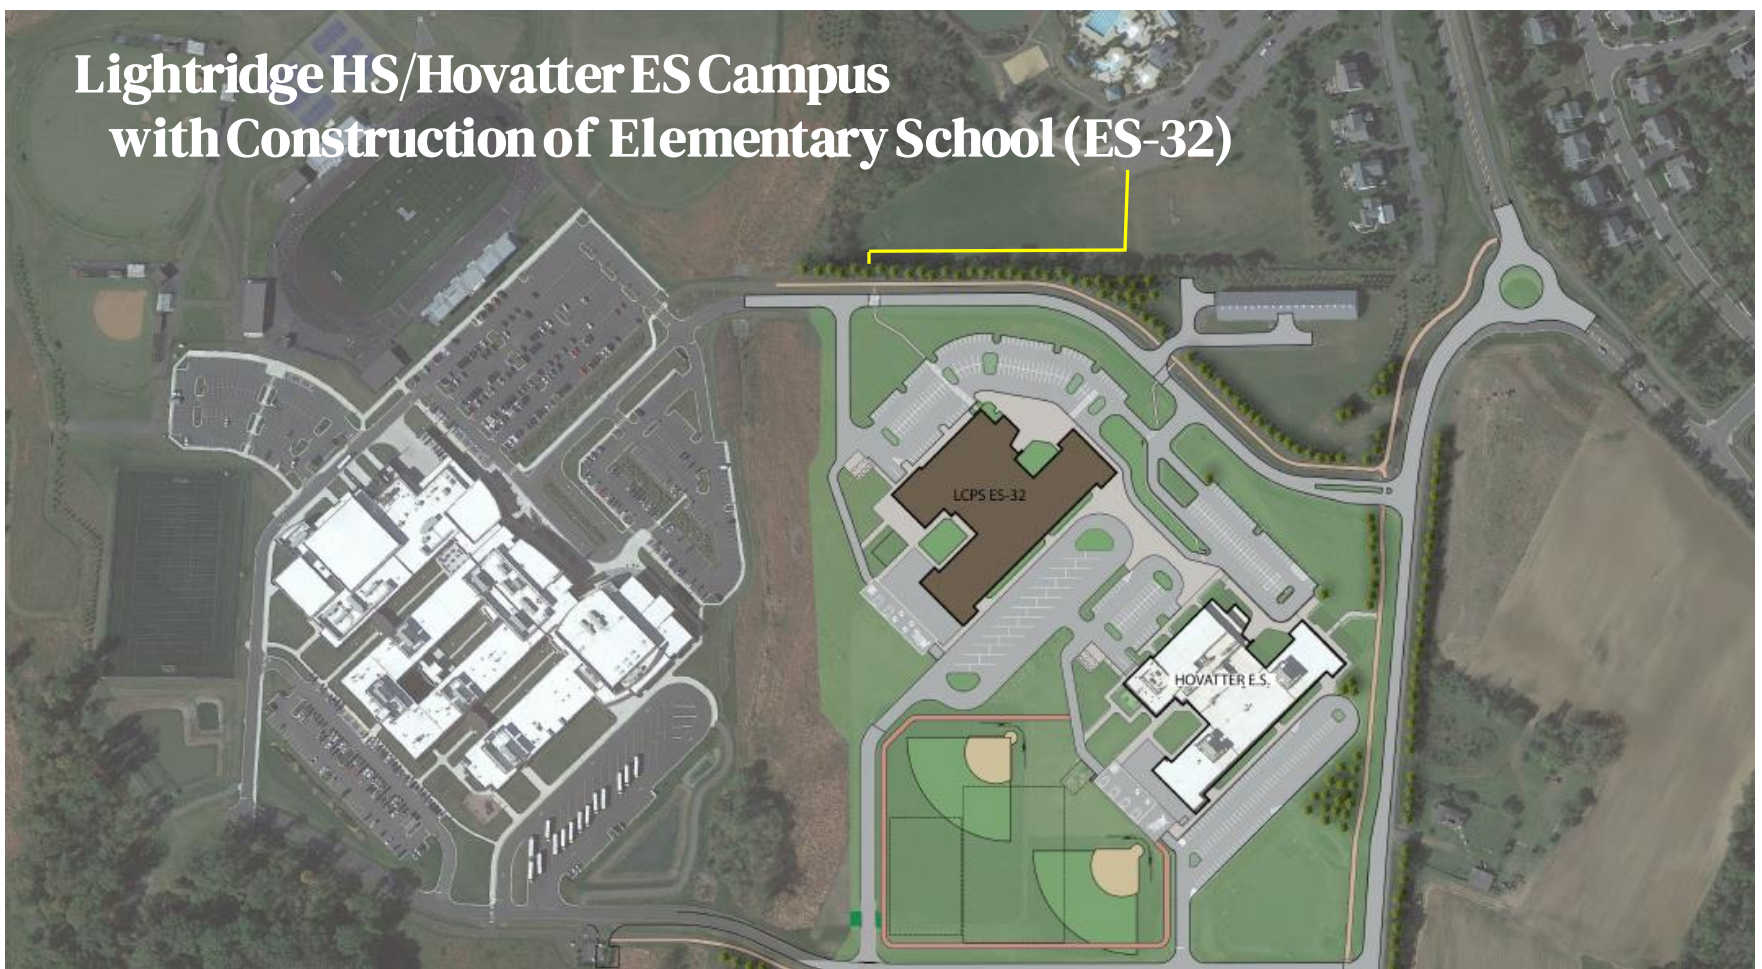 Lightridge HS/Hovatter ES Campus
with Construction of Elementary School (ES-32)
LCPS ES-32
HOVATTER E.S.